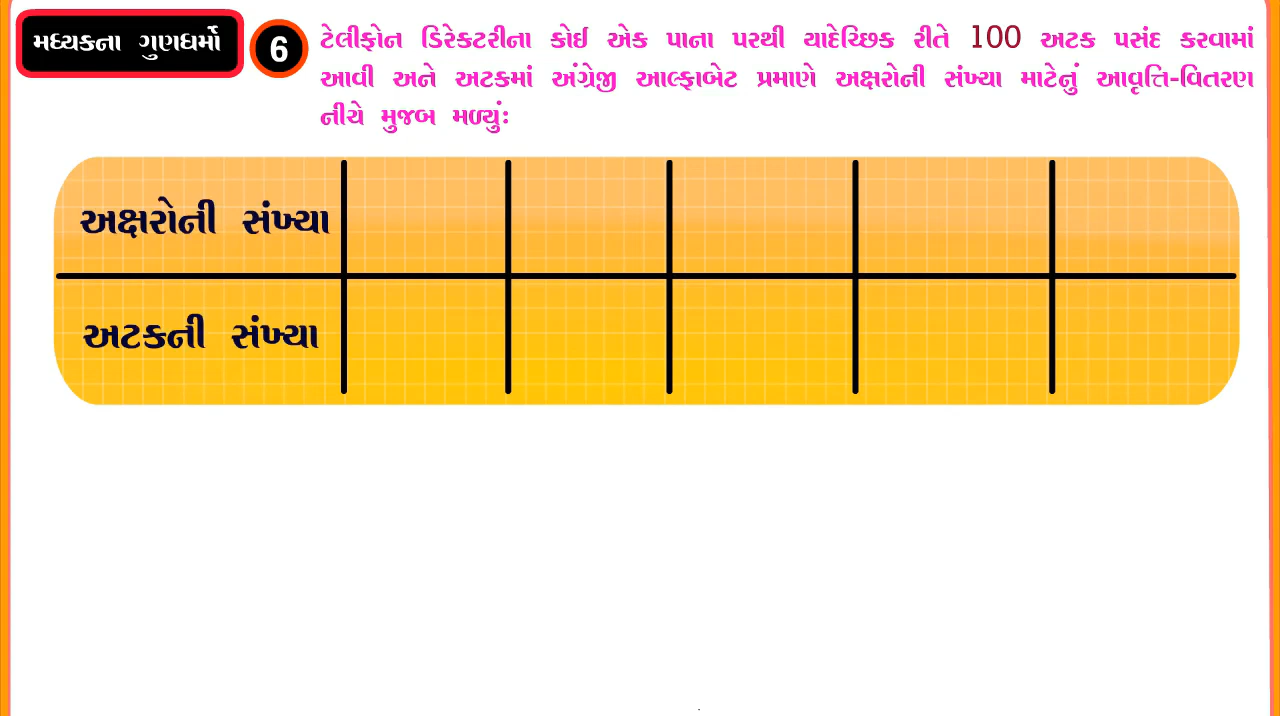 મધ્યકના ગુણધર્મો
6
ટેલીફોન ડિરેક્ટરીના કોઈ એક પાના પરથી યાદૅચ્છિક રીતે 100 અટક પસંદ કરવામાં
આવી અને અટકમાં અંગ્રેજી આલ્ફાબેટ પ્રમાણે અક્ષરોની સંખ્યા માટેનું આવૃત્તિ-વિતરણ
નીચે મુજબ મળ્યુંઃ
અક્ષરોની સંખ્યા
અટકની સંખ્યા